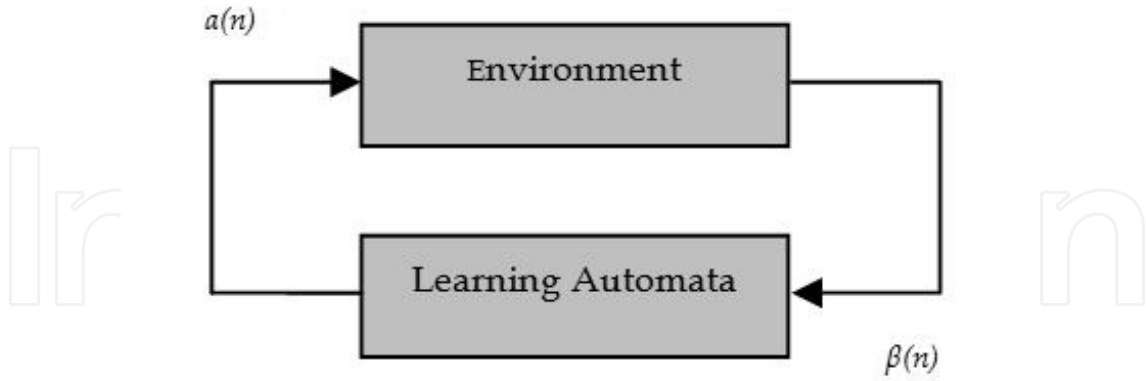 a(n)
Environment
Learning Automata
β(n)